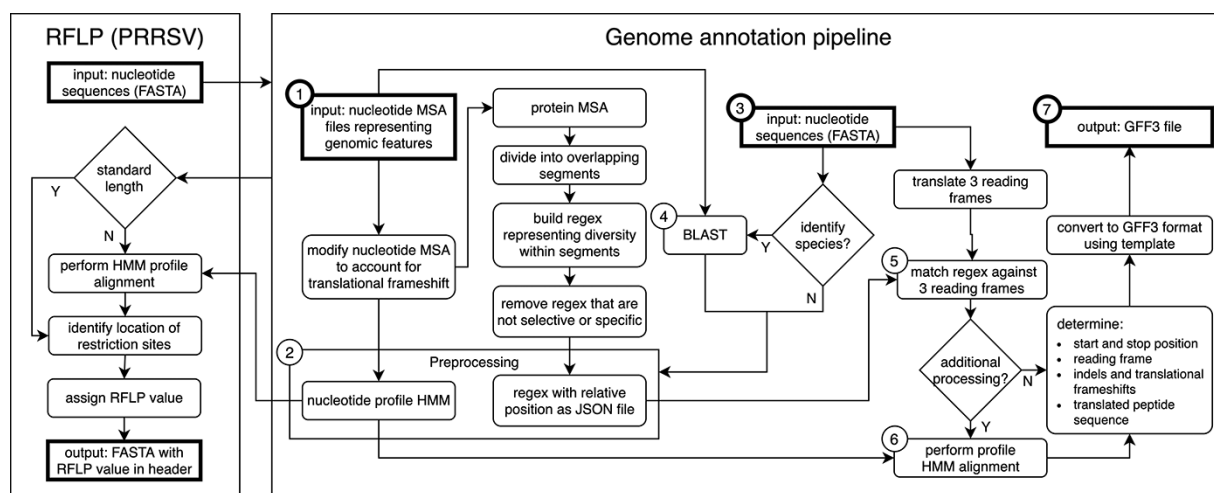 RFLP (PRRSV)
input: nucleotide
sequences (FASTA)
standard
length
Y
N
perform HMM profile
alignment
identify location of
restriction sites
assign RFLP value
output: FASTA with
RFLP value in header
Genome annotation pipeline
1
input: nucleotide MSA
files representing
genomic features
modify nucleotide MSA
to account for
translational frameshift
2
Preprocessing
nucleotide profile HMM
protein MSA
divide into overlapping
segments
build regex
representing diversity
within segments
remove regex that are
not selective or specific
regex with relative
position as JSON file
3
input: nucleotide
sequences (FASTA)
identify
species?
Y
N
4
BLAST
translate 3 reading
frames
5
match regex against
3 reading frames
additional
processing?
N
Y
6
perform profile
HMM alignment
determine:
• start and stop position
• reading frame
• indels and translational
frameshifts
• translated peptide
sequence
convert to GFF3 format
using template
7
output: GFF3 file